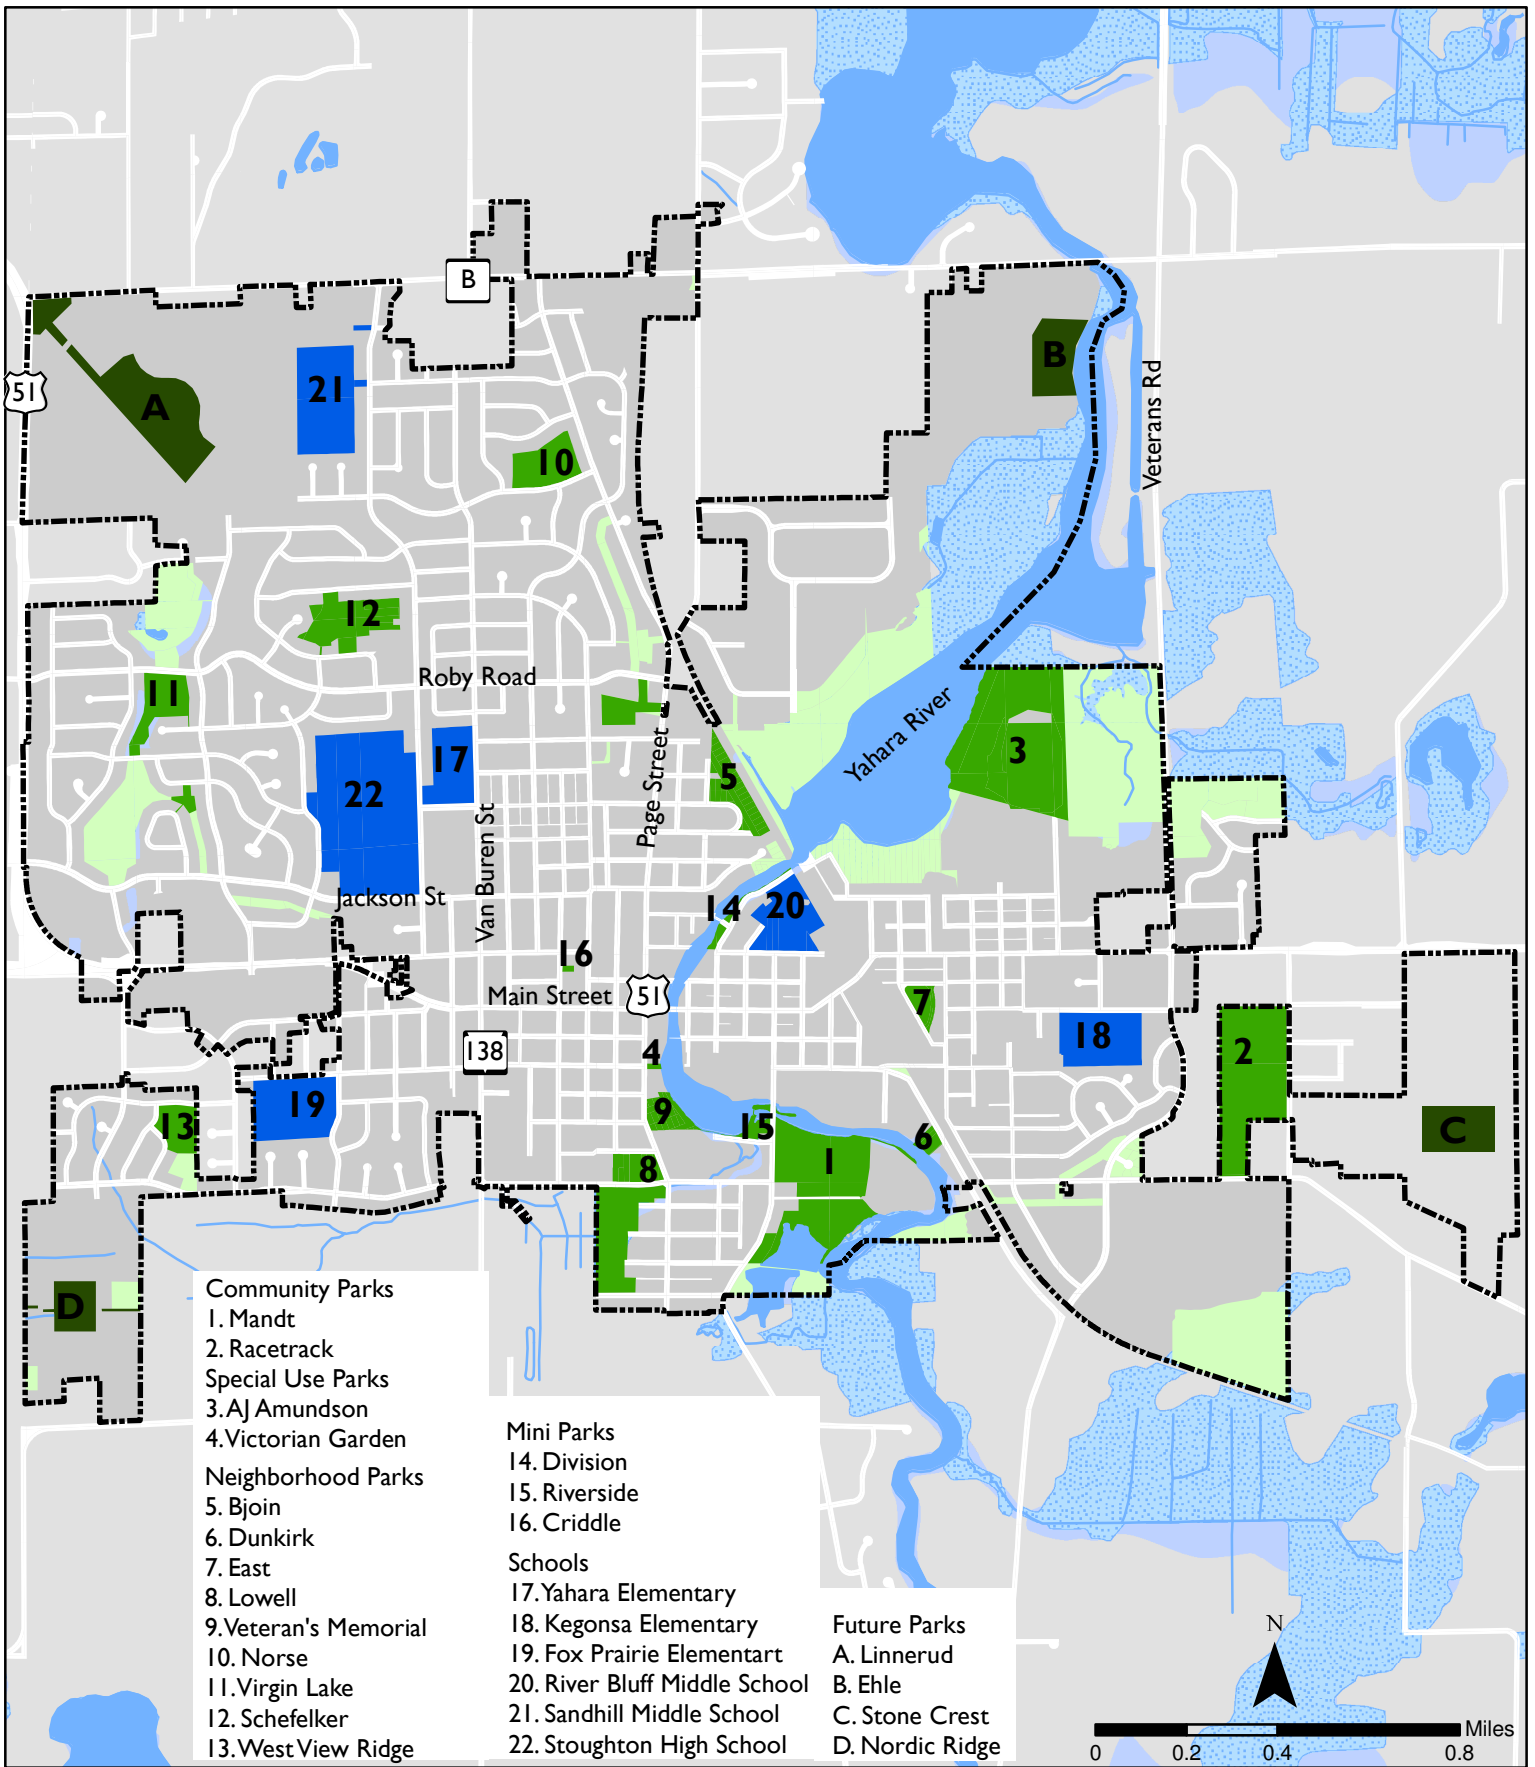 B
51
A
21
B
Veterans Rd
10
12
11
Roby Road
Yahara River
3
17
5
22
Page Street
Van Buren St
Jackson St
14
20
16
Main Street
51
7
18
2
138
4
19
9
15
13
6
C
8
1
D
Community Parks
1. Mandt
2. Racetrack
Special Use Parks
3. AJ Amundson
4. Victorian Garden
Neighborhood Parks
5. Bjoin
6. Dunkirk
7. East
8. Lowell
9. Veteran's Memorial
10. Norse
11. Virgin Lake
12. Schefelker
13. West View Ridge
Mini Parks
14. Division
15. Riverside
16. Criddle
Schools
17. Yahara Elementary
18. Kegonsa Elementary
19. Fox Prairie Elementart
20. River Bluff Middle School
21. Sandhill Middle School
22. Stoughton High School
Future Parks
A. Linnerud
B. Ehle
C. Stone Crest
D. Nordic Ridge
N
Miles
0 0.2 0.4 0.8